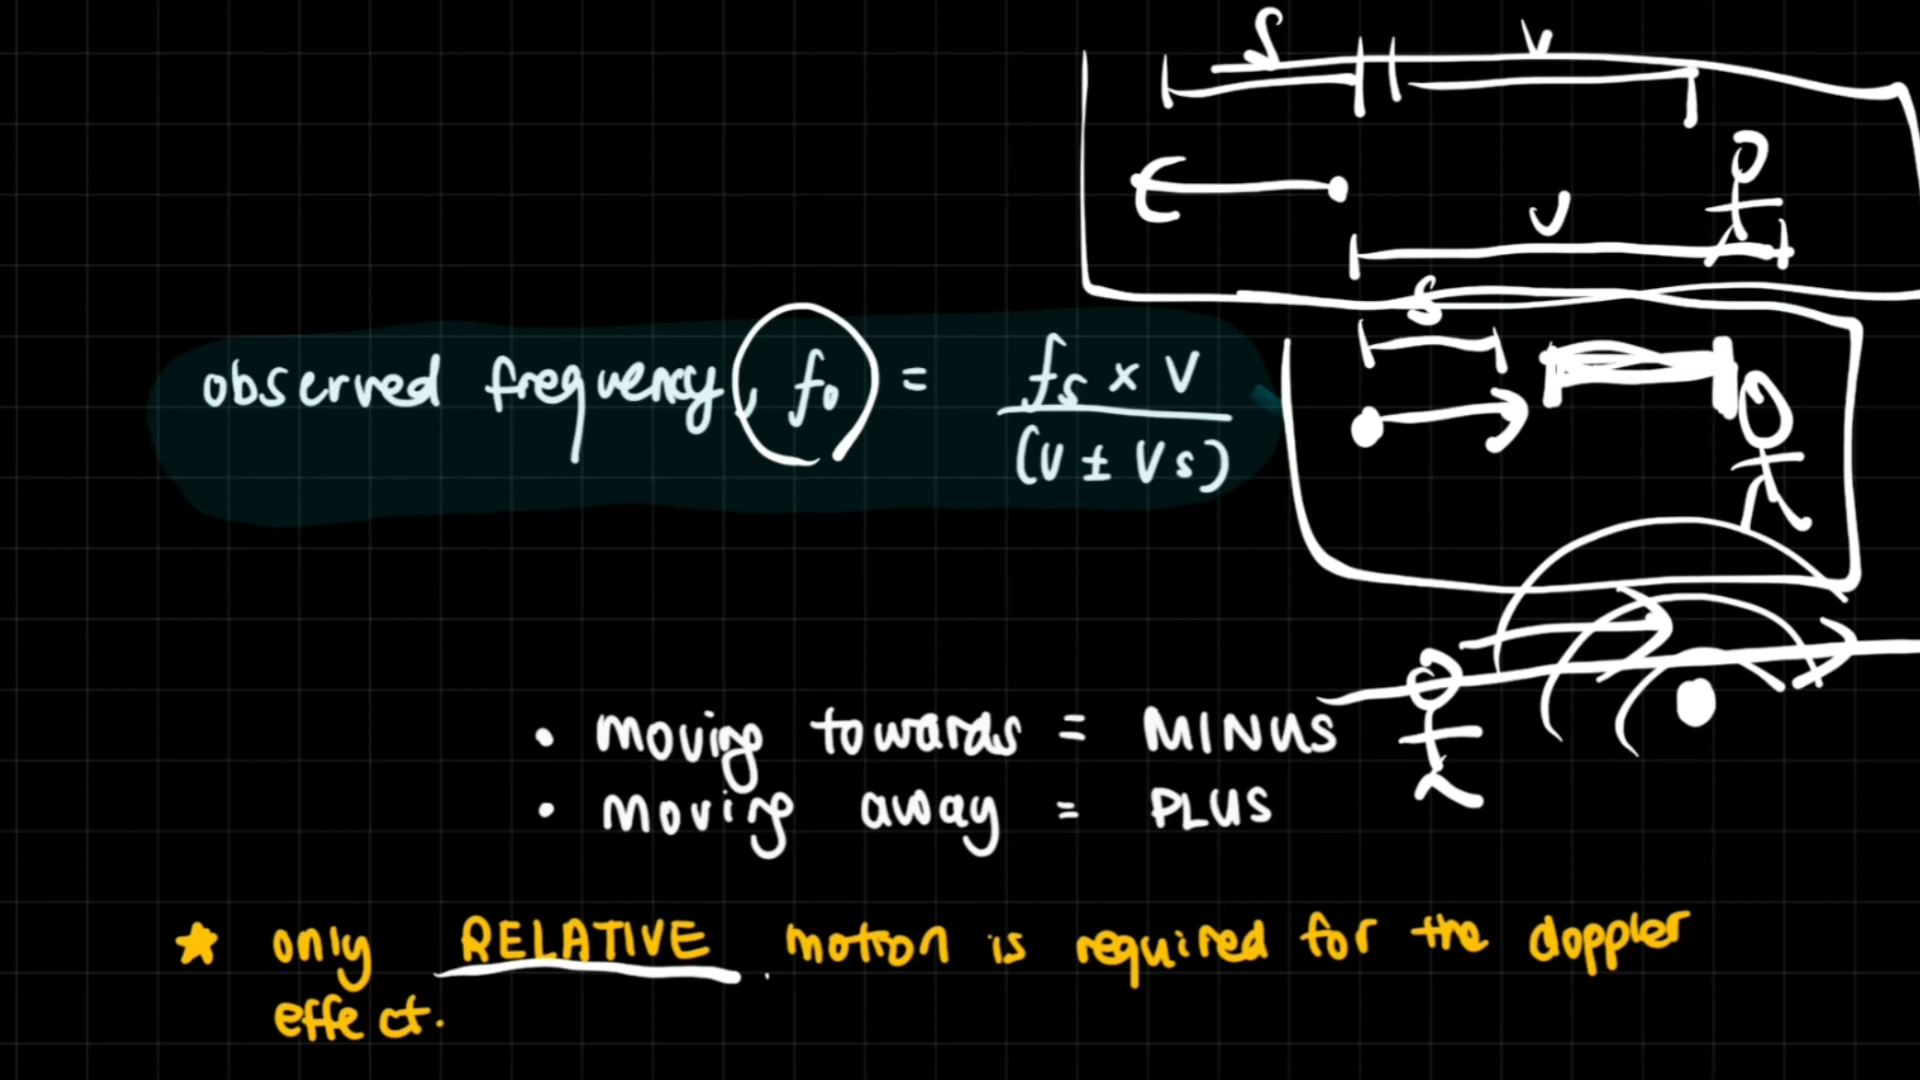 S V
V
S
observed frequency, fo = fs × V
(V ± Vs)
• moving towards = MINUS
• moving away = PLUS
★ only RELATIVE motion is required for the doppler
effect.